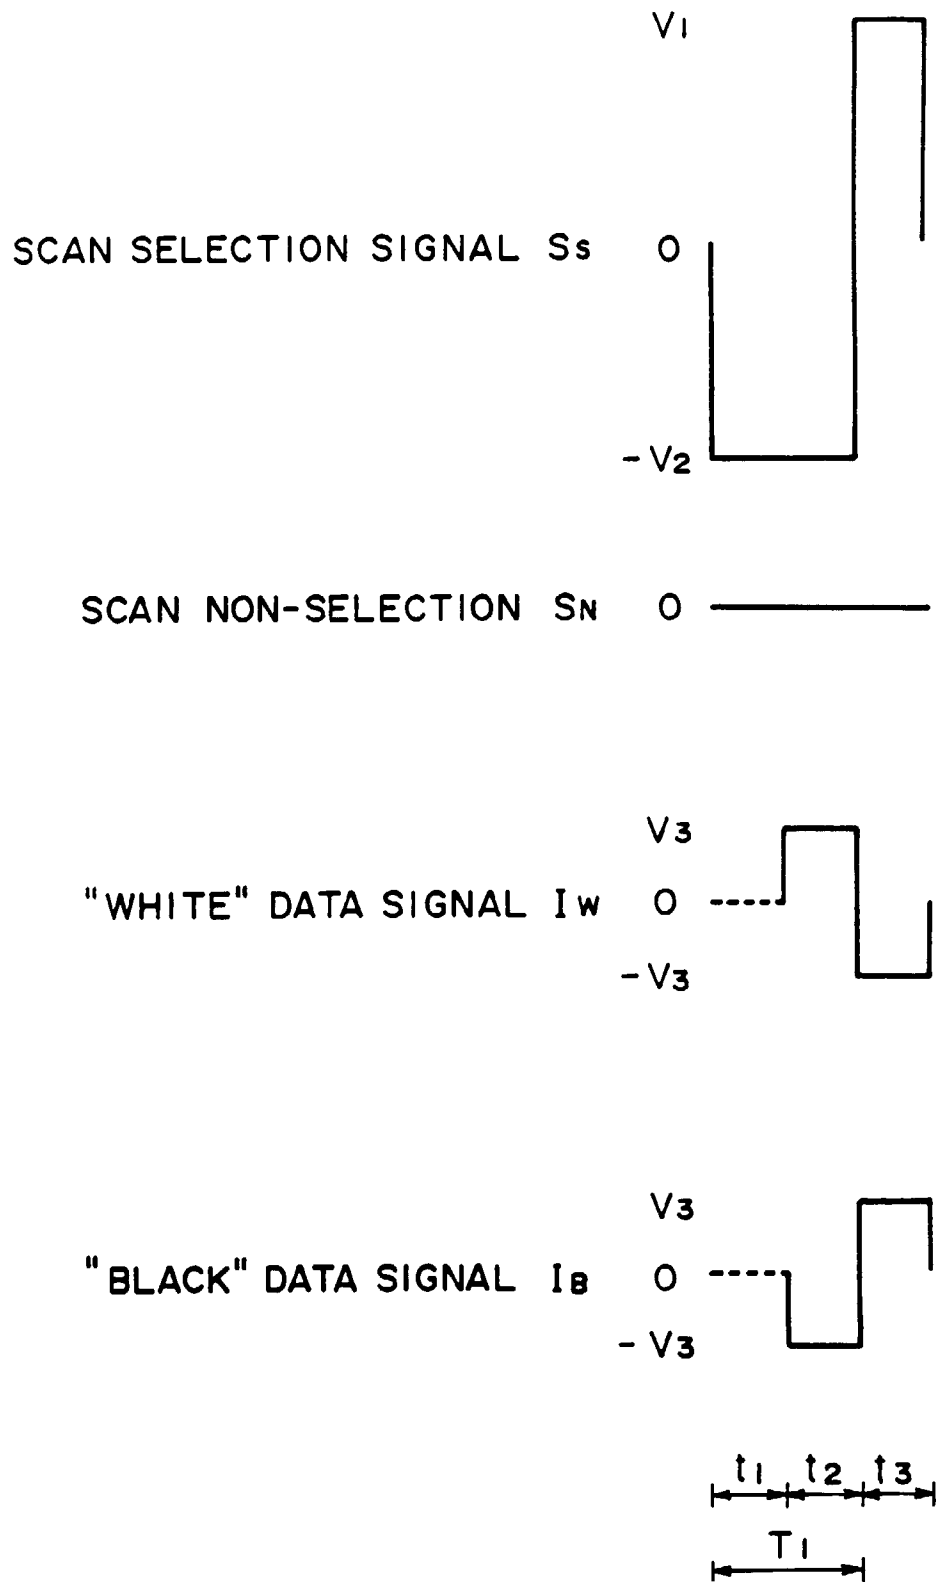 V1
SCAN SELECTION SIGNAL Ss 0
-V2
SCAN NON-SELECTION SN 0
V3
"WHITE" DATA SIGNAL IW 0
-V3
V3
"BLACK" DATA SIGNAL IB 0
-V3
t1 t2 t3
T1